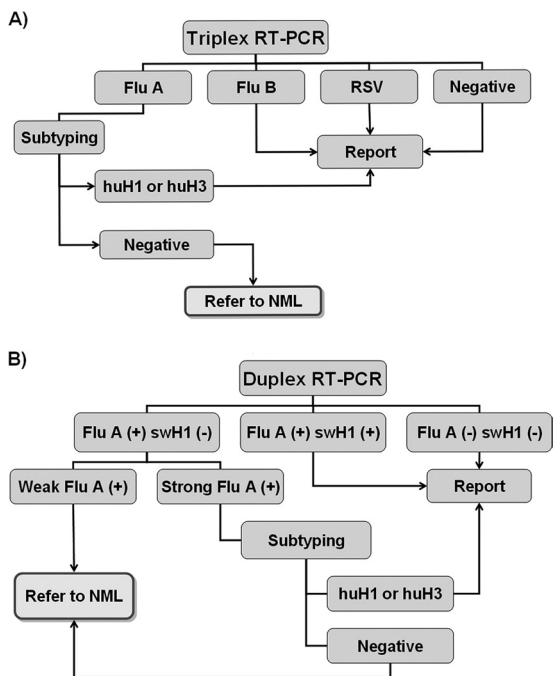 A)
Triplex RT-PCR
Flu A
Flu B
RSV
Negative
Subtyping
Report
huH1 or huH3
Negative
Refer to NML
B)
Duplex RT-PCR
Flu A (+) swH1 (-)
Flu A (+) swH1 (+)
Flu A (-) swH1 (-)
Weak Flu A (+)
Strong Flu A (+)
Report
Subtyping
Refer to NML
huH1 or huH3
Negative